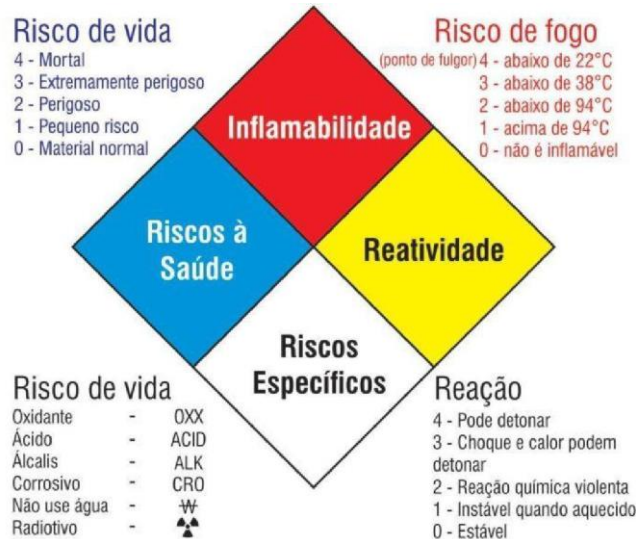 Risco de vida
4 - Mortal
3 - Extremamente perigoso
2 - Perigoso
1 - Pequeno risco
0 - Material normal
Risco de fogo
(ponto de fulgor) 4 - abaixo de 22°C
3 - abaixo de 38°C
2 - abaixo de 94°C
1 - acima de 94°C
0 - não é inflamável
Inflamabilidade
Riscos à
Saúde
Reatividade
Riscos
Específicos
Risco de vida
Oxidante - OXX
Ácido - ACID
Álcalis - ALK
Corrosivo - CRO
Não use água - W
Radiotivo -
Reação
4 - Pode detonar
3 - Choque e calor podem
detonar
2 - Reação química violenta
1 - Instável quando aquecido
0 - Estável